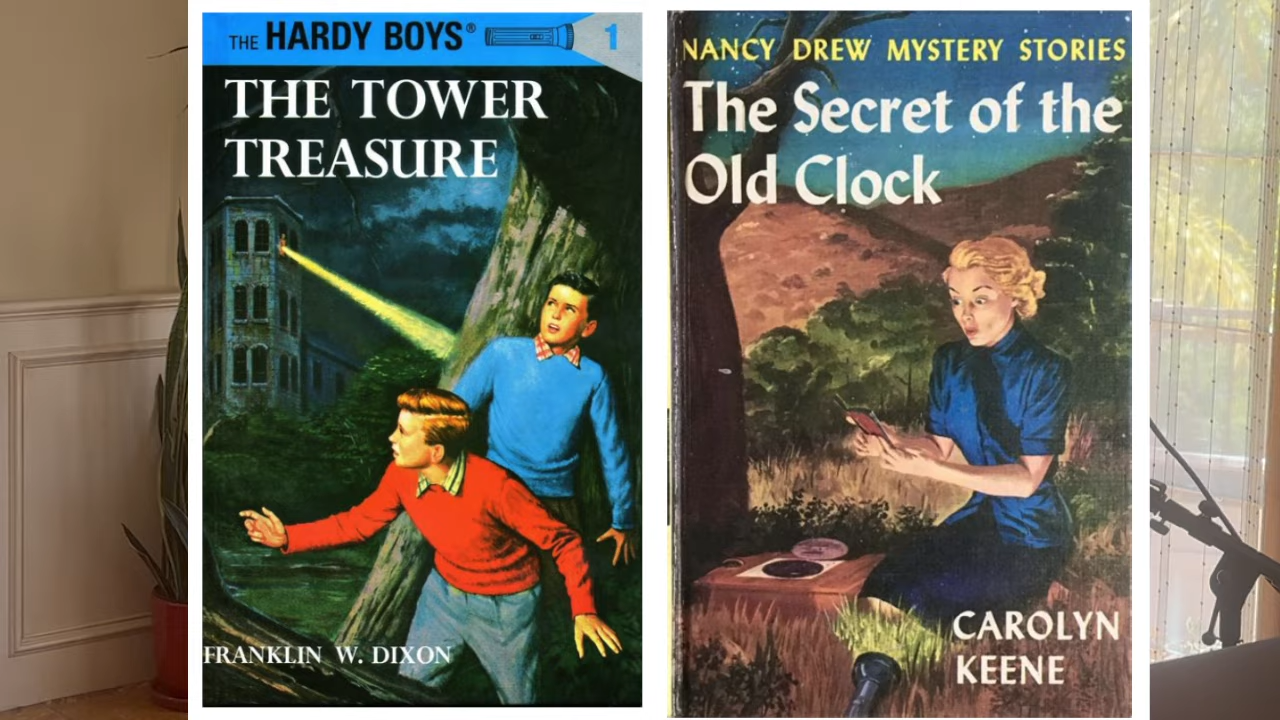 THE HARDY BOYS® 1
THE TOWER
TREASURE
FRANKLIN W. DIXON
NANCY DREW MYSTERY STORIES
The Secret of the
Old Clock
CAROLYN
KEENE